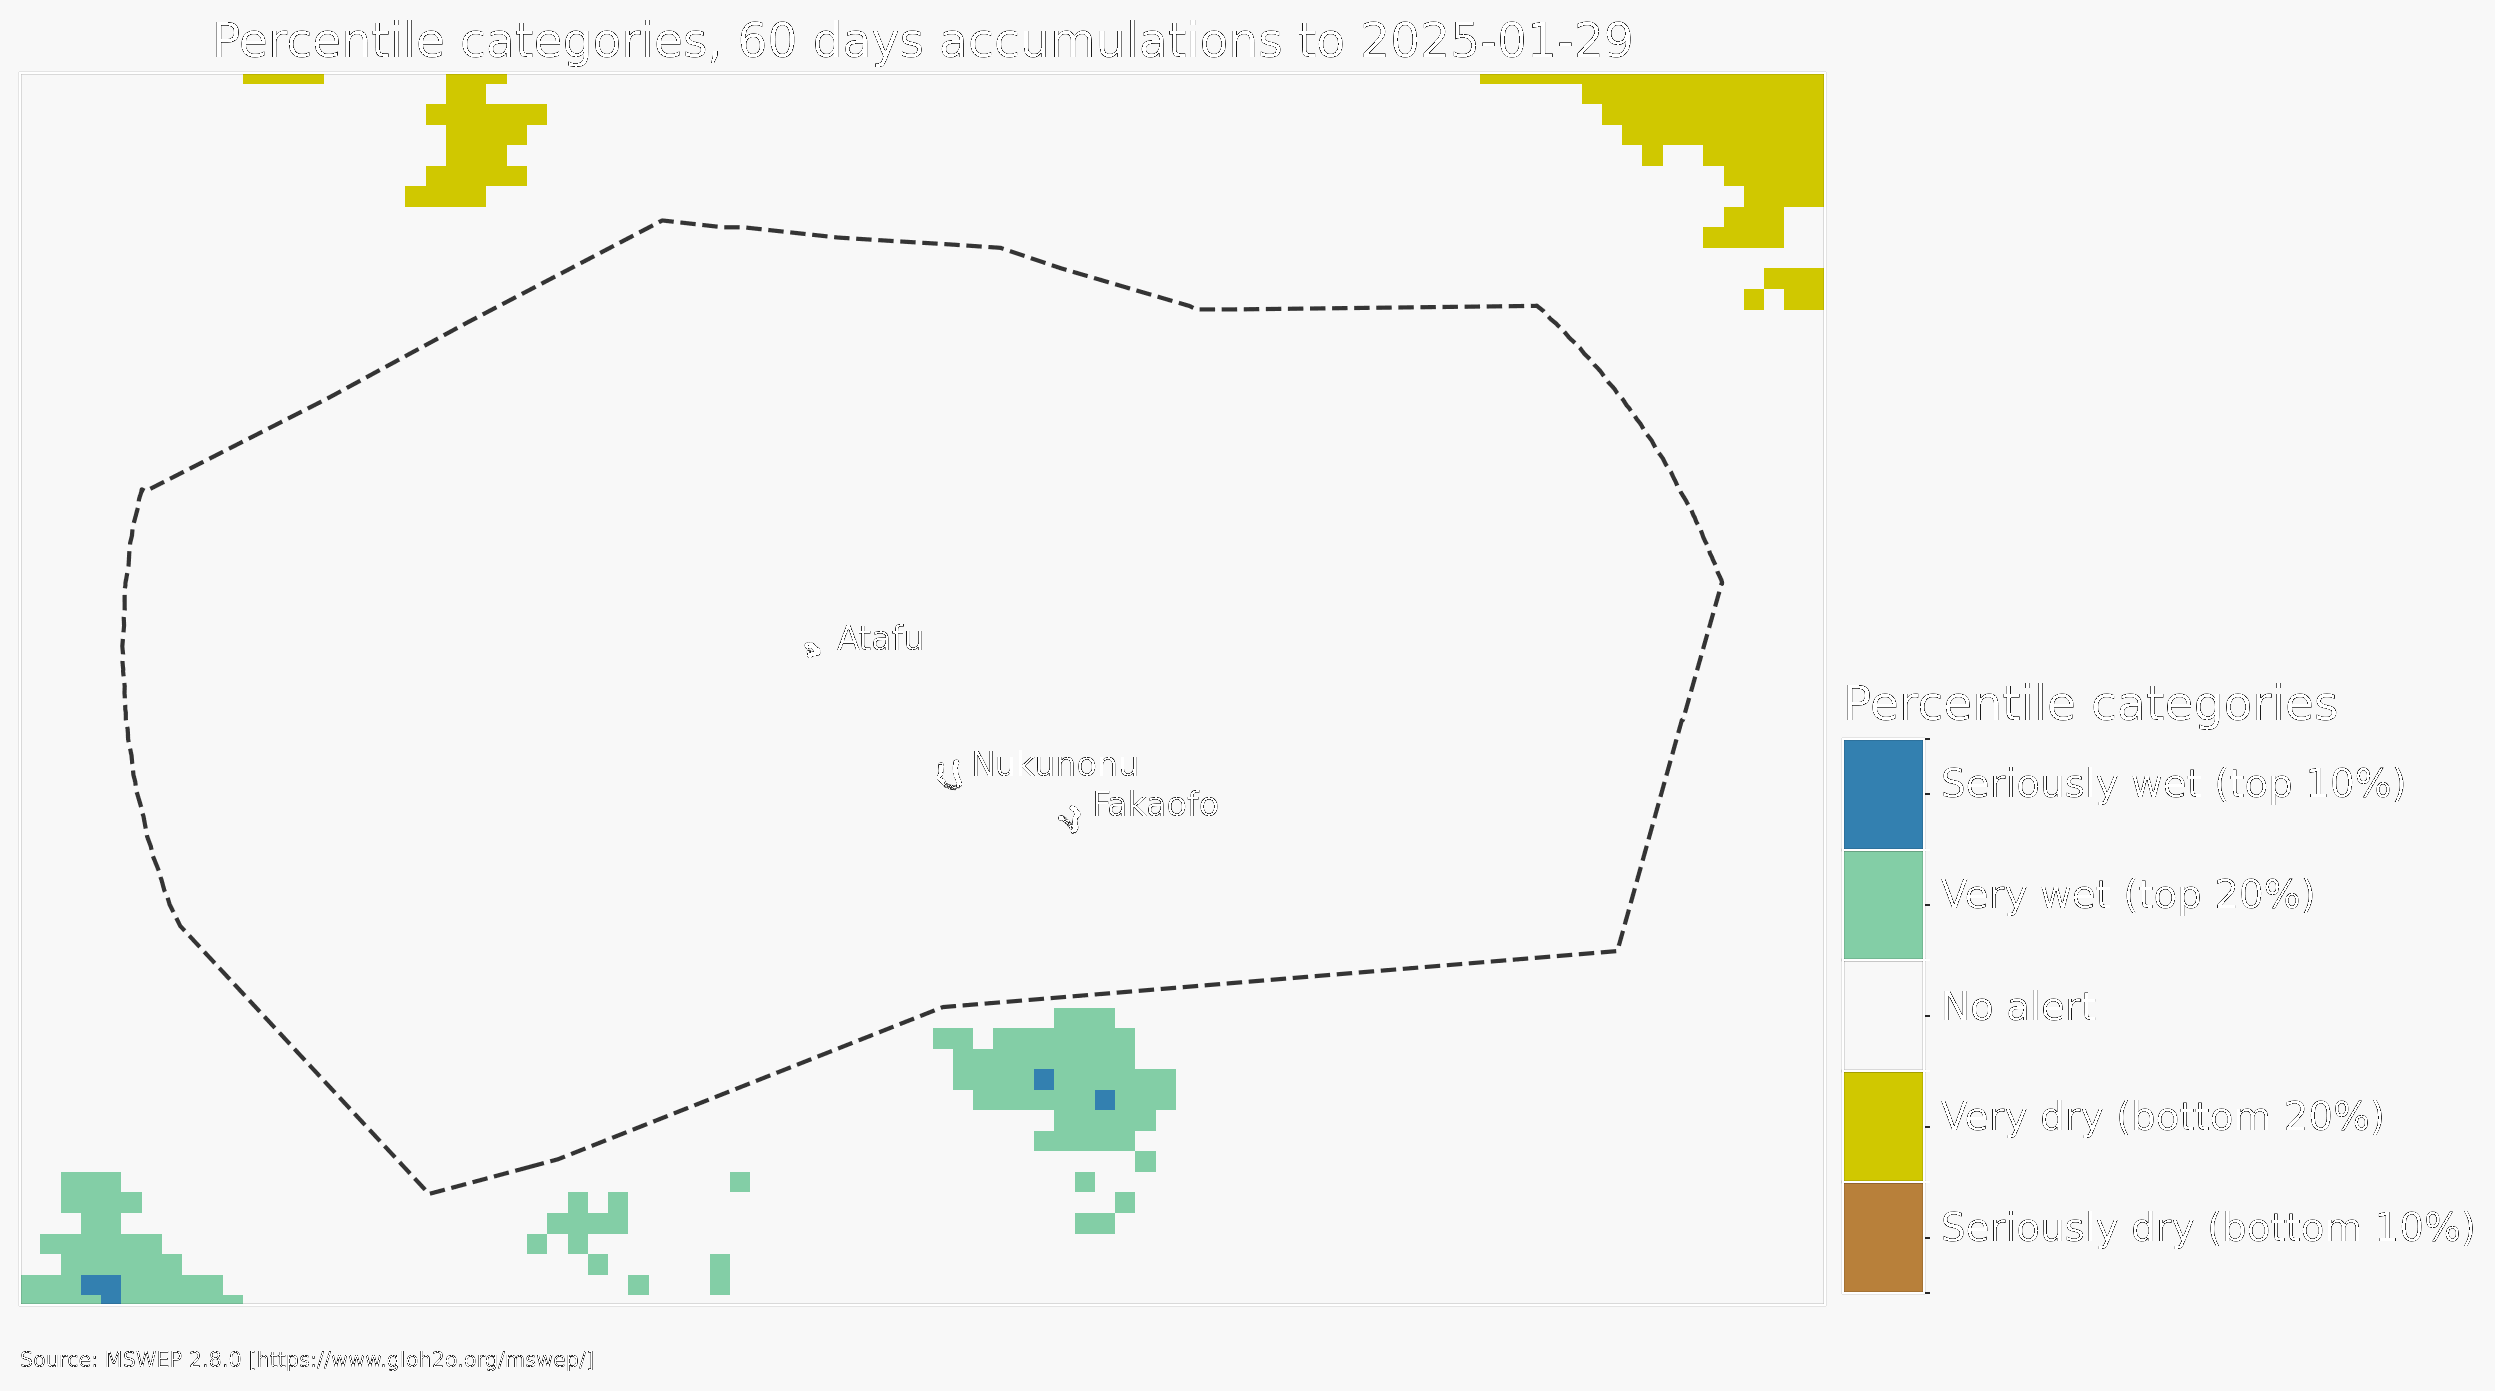 Percentile categories, 60 days accumulations to 2025-01-29
Atafu
Nukunonu
Fakaofo
Percentile categories
Seriously wet (top 10%)
Very wet (top 20%)
No alert
Very dry (bottom 20%)
Seriously dry (bottom 10%)
Source: MSWEP 2.8.0 [https://www.gloh2o.org/mswep/]